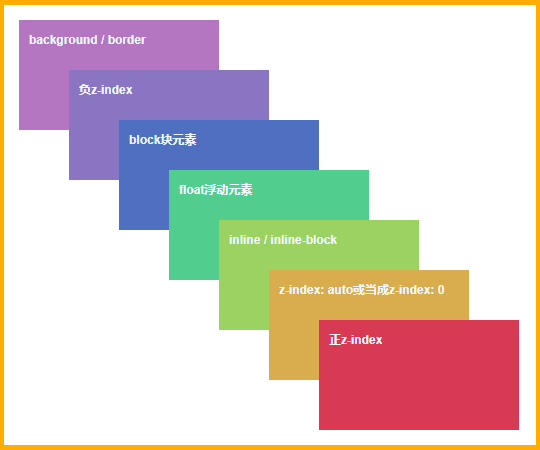 background / border
负z-index
block块元素
float浮动元素
inline / inline-block
z-index: auto或当成z-index: 0
正z-index